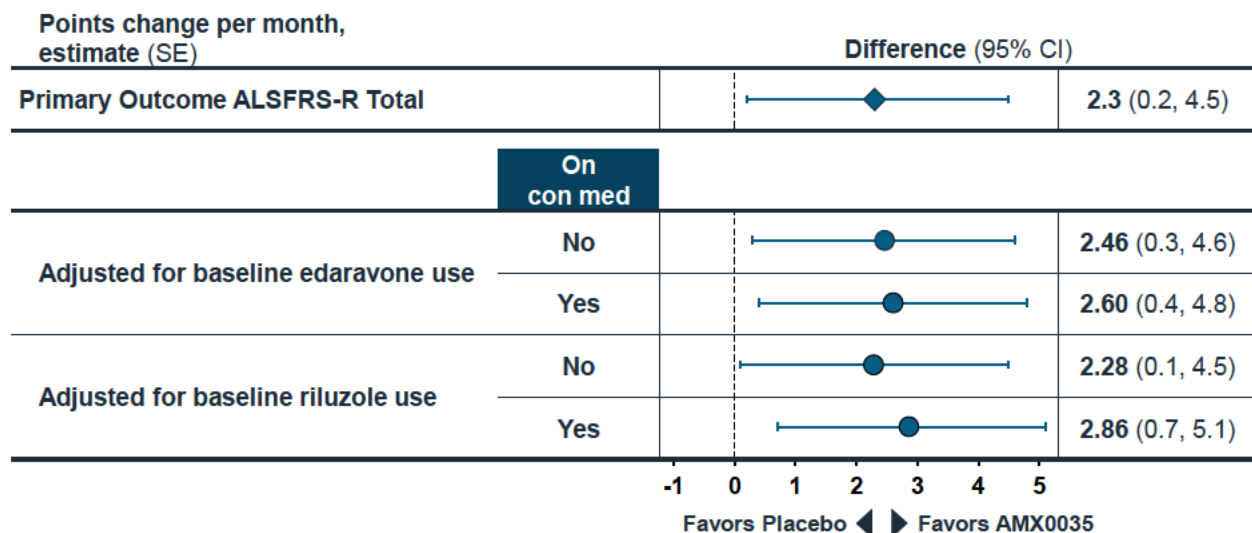 Points change per month,
estimate (SE)
Difference (95% CI)
Primary Outcome ALSFRS-R Total
2.3 (0.2, 4.5)
On
con med
Adjusted for baseline edaravone use
No
2.46 (0.3, 4.6)
Yes
2.60 (0.4, 4.8)
Adjusted for baseline riluzole use
No
2.28 (0.1, 4.5)
Yes
2.86 (0.7, 5.1)
-1 0 1 2 3 4 5
Favors Placebo Favors AMX0035